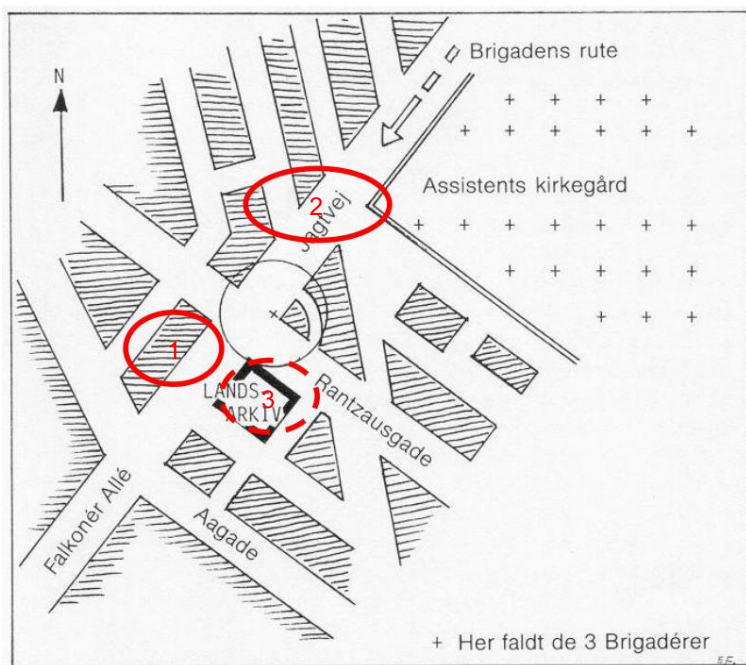 Brigadens rute
N
Assistents kirkegård
2
Jagtvej
1
3
LANDS-
ARKIV
Rantzausgade
Falkonér Allé
Aagade
+ Her faldt de 3 Brigadérer
E.F.